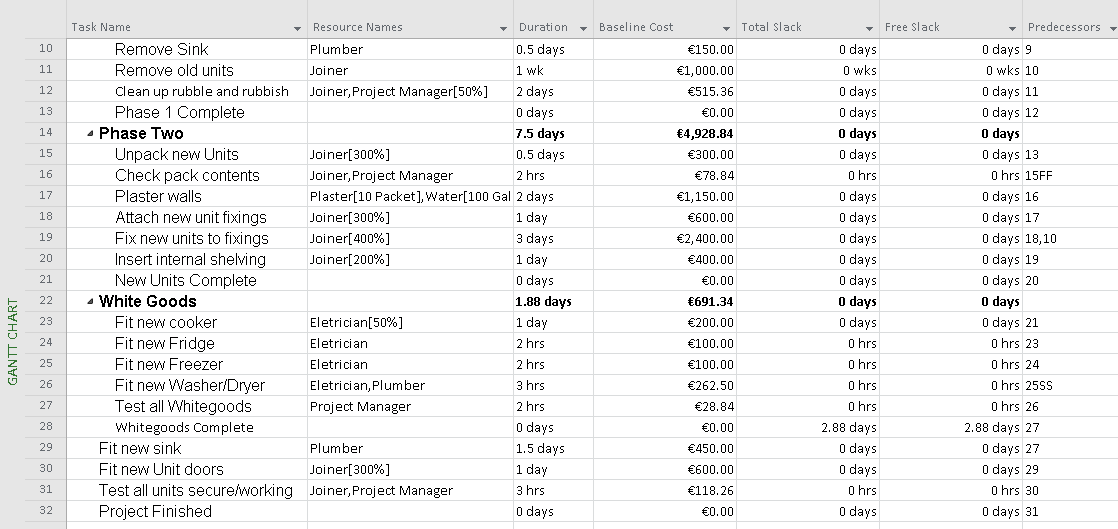 Task Name Resource Names Duration Baseline Cost Total Slack Free Slack Predecessors
10 Remove Sink Plumber 0.5 days €150.00 0 days 0 days 9
11 Remove old units Joiner 1 wk €1,000.00 0 wks 0 wks 10
12 Clean up rubble and rubbish Joiner,Project Manager[50%] 2 days €515.36 0 days 0 days 11
13 Phase 1 Complete 0 days €0.00 0 days 0 days 12
14 Phase Two 7.5 days €4,928.84 0 days 0 days
15 Unpack new Units Joiner[300%] 0.5 days €300.00 0 days 0 days 13
16 Check pack contents Joiner,Project Manager 2 hrs €78.84 0 hrs 0 hrs 15FF
17 Plaster walls Plaster[10 Packet],Water[100 Gal 2 days €1,150.00 0 days 0 days 16
18 Attach new unit fixings Joiner[300%] 1 day €600.00 0 days 0 days 17
19 Fix new units to fixings Joiner[400%] 3 days €2,400.00 0 days 0 days 18,10
20 Insert internal shelving Joiner[200%] 1 day €400.00 0 days 0 days 19
21 New Units Complete 0 days €0.00 0 days 0 days 20
22 White Goods 1.88 days €691.34 0 days 0 days
23 Fit new cooker Eletrician[50%] 1 day €200.00 0 days 0 days 21
24 Fit new Fridge Eletrician 2 hrs €100.00 0 hrs 0 hrs 23
25 Fit new Freezer Eletrician 2 hrs €100.00 0 hrs 0 hrs 24
26 Fit new Washer/Dryer Eletrician,Plumber 3 hrs €262.50 0 hrs 0 hrs 25SS
27 Test all Whitegoods Project Manager 2 hrs €28.84 0 hrs 0 hrs 26
28 Whitegoods Complete 0 days €0.00 2.88 days 2.88 days 27
29 Fit new sink Plumber 1.5 days €450.00 0 days 0 days 27
30 Fit new Unit doors Joiner[300%] 1 day €600.00 0 days 0 days 29
31 Test all units secure/working Joiner,Project Manager 3 hrs €118.26 0 hrs 0 hrs 30
32 Project Finished 0 days €0.00 0 days 0 days 31
GANTT CHART